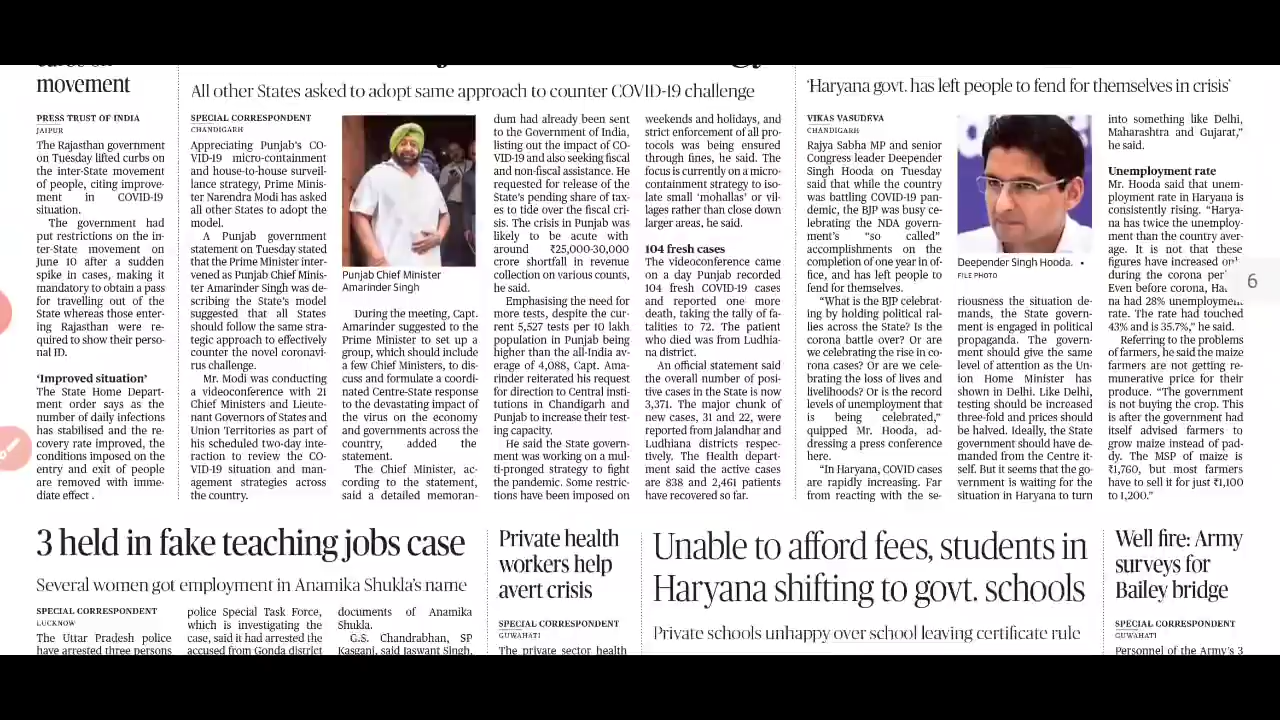 movement
PRESS TRUST OF INDIA
JAIPUR
The Rajasthan government
on Tuesday lifted curbs on
the inter-State movement
of people, citing improve-
ment in COVID-19
situation.
The government had
put restrictions on the in-
ter-State movement on
June 10 after a sudden
spike in cases, making it
mandatory to obtain a pass
for travelling out of the
State whereas those enter-
ing Rajasthan were re-
quired to show their perso-
nal ID.
‘Improved situation’
The State Home Depart-
ment order says as the
number of daily infections
has stabilised and the re-
covery rate improved, the
conditions imposed on the
entry and exit of people
are removed with imme-
diate effect .
All other States asked to adopt same approach to counter COVID-19 challenge
SPECIAL CORRESPONDENT
CHANDIGARH
Appreciating Punjab’s CO-
VID-19 micro-containment
and house-to-house surveil-
lance strategy, Prime Minis-
ter Narendra Modi has asked
all other States to adopt the
model.
A Punjab government
statement on Tuesday stated
that the Prime Minister inter-
vened as Punjab Chief Minis-
ter Amarinder Singh was de-
scribing the State’s model
suggested that all States
should follow the same stra-
tegic approach to effectively
counter the novel coronavi-
rus challenge.
Mr. Modi was conducting
a videoconference with 21
Chief Ministers and Lieute-
nant Governors of States and
Union Territories as part of
his scheduled two-day inte-
raction to review the CO-
VID-19 situation and man-
agement strategies across
the country.
Punjab Chief Minister
Amarinder Singh
During the meeting, Capt.
Amarinder suggested to the
Prime Minister to set up a
group, which should include
a few Chief Ministers, to dis-
cuss and formulate a coordi-
nated Centre-State response
to the devastating impact of
the virus on the economy
and governments across the
country, added the
statement.
The Chief Minister, ac-
cording to the statement,
said a detailed memoran-
dum had already been sent
to the Government of India,
listing out the impact of CO-
VID-19 and also seeking fiscal
and non-fiscal assistance. He
requested for release of the
State’s pending share of tax-
es to tide over the fiscal cri-
sis. The crisis in Punjab was
likely to be acute with
around ₹25,000-30,000
crore shortfall in revenue
collection on various counts,
he said.
Emphasising the need for
more tests, despite the cur-
rent 5,527 tests per 10 lakh
population in Punjab being
higher than the all-India av-
erage of 4,088, Capt. Ama-
rinder reiterated his request
for direction to Central insti-
tutions in Chandigarh and
Punjab to increase their test-
ing capacity.
He said the State govern-
ment was working on a mul-
ti-pronged strategy to fight
the pandemic. Some restric-
tions have been imposed on
weekends and holidays, and
strict enforcement of all pro-
tocols was being ensured
through fines, he said. The
focus is currently on a micro-
containment strategy to iso-
late small ‘mohallas’ or vil-
lages rather than close down
larger areas, he said.
104 fresh cases
The videoconference came
on a day Punjab recorded
104 fresh COVID-19 cases
and reported one more
death, taking the tally of fa-
talities to 72. The patient
who died was from Ludhia-
na district.
An official statement said
the overall number of posi-
tive cases in the State is now
3,371. The major chunk of
new cases, 31 and 22, were
reported from Jalandhar and
Ludhiana districts respec-
tively. The Health depart-
ment said the active cases
are 838 and 2,461 patients
have recovered so far.
‘Haryana govt. has left people to fend for themselves in crisis’
VIKAS VASUDEVA
CHANDIGARH
Rajya Sabha MP and senior
Congress leader Deepender
Singh Hooda on Tuesday
said that while the country
was battling COVID-19 pan-
demic, the BJP was busy ce-
lebrating the NDA govern-
ment’s “so called”
accomplishments on the
completion of one year in of-
fice, and has left people to
fend for themselves.
“What is the BJP celebrat-
ing by holding political ral-
lies across the State? Is the
corona battle over? Or are
we celebrating the rise in co-
rona cases? Or are we cele-
brating the loss of lives and
livelihoods? Or is the record
levels of unemployment that
is being celebrated,”
quipped Mr. Hooda, ad-
dressing a press conference
here.
“In Haryana, COVID cases
are rapidly increasing. Far
from reacting with the se-
Deepender Singh Hooda. •
FILE PHOTO
riousness the situation de-
mands, the State govern-
ment is engaged in political
propaganda. The govern-
ment should give the same
level of attention as the Un-
ion Home Minister has
shown in Delhi. Like Delhi,
testing should be increased
three-fold and prices should
be halved. Ideally, the State
government should have de-
manded from the Centre it-
self. But it seems that the go-
vernment is waiting for the
situation in Haryana to turn
into something like Delhi,
Maharashtra and Gujarat,”
he said.
Unemployment rate
Mr. Hooda said that unem-
ployment rate in Haryana is
consistently rising. “Harya-
na has twice the unemploy-
ment than the country aver-
age. It is not that these
figures have increased only
during the corona
Even before corona,
na had 28% unemployment
rate. The rate had touched
43% and is 35.7%,” he said.
Referring to the problems
of farmers, he said the maize
farmers are not getting re-
munerative price for their
produce. “The government
is not buying the crop. This
is after the government had
itself advised farmers to
grow maize instead of pad-
dy. The MSP of maize is
₹1,760, but most farmers
have to sell it for just ₹1,100
to 1,200.”
6
3 held in fake teaching jobs case
Several women got employment in Anamika Shukla’s name
SPECIAL CORRESPONDENT
LUCKNOW
The Uttar Pradesh police
have arrested three persons
police Special Task Force,
which is investigating the
case, said it had arrested the
accused from Gonda district
documents of Anamika
Shukla.
G.S. Chandrabhan, SP
Kasganj, said Jaswant Singh,
Private health
workers help
avert crisis
SPECIAL CORRESPONDENT
GUWAHATI
The private sector health
Unable to afford fees, students in
Haryana shifting to govt. schools
Private schools unhappy over school leaving certificate rule
Well fire: Army
surveys for
Bailey bridge
SPECIAL CORRESPONDENT
GUWAHATI
Personnel of the Army’s 3